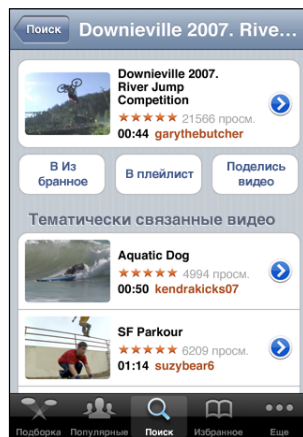 Поиск
Downieville 2007. Rive...
Downieville 2007.
River Jump
Competition
21566 просм.
00:44 garythebutcher
В Из
бранное
В плейлист
Поделись
видео
Тематически связанные видео
Aquatic Dog
4994 просм.
00:50 kendrakicks07
SF Parkour
6209 просм.
01:14 suzybear6
Подборка
Популярные
Поиск
Избранное
Еще